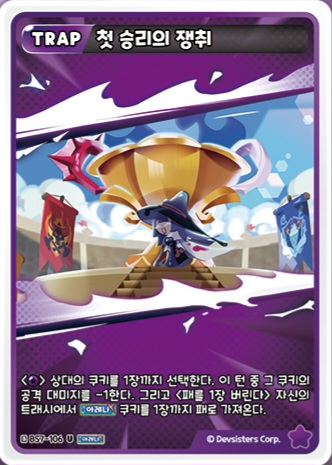 TRAP 첫 승리의 쟁취
< > 상대의 쿠키를 1장까지 선택한다. 이 턴 중 그 쿠키의
공격 대미지를 -1한다. 그리고 <패를 1장 버린다> 자신의
트래시에서 [아레나] 쿠키를 1장까지 패로 가져온다.
BS7-106 U [아레나]
© Devsisters Corp.